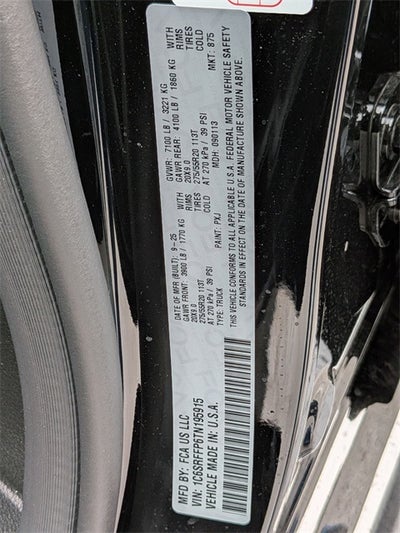 MFD BY: FCA US LLC
DATE OF MFR (BUILT): 9-25
GVWR: 7100 LB / 3221 KG
GAWR FRONT: 3900 LB / 1770 KG
WITH
GAWR REAR: 4100 LB / 1860 KG
WITH
20X9.0
RIMS
20X9.0
RIMS
275/55R20 113T
TIRES
275/55R20 113T
TIRES
AT 270 kPa / 39 PSI
COLD
AT 270 kPa / 39 PSI
COLD
TYPE: TRUCK
PAINT: PXJ
MDH: 090113
MKT: 875
VIN: 1C6SRFFP6TN195915
VEHICLE MADE IN: U.S.A.
THIS VEHICLE CONFORMS TO ALL APPLICABLE U.S.A. FEDERAL MOTOR VEHICLE SAFETY
STANDARDS IN EFFECT ON THE DATE OF MANUFACTURE SHOWN ABOVE.